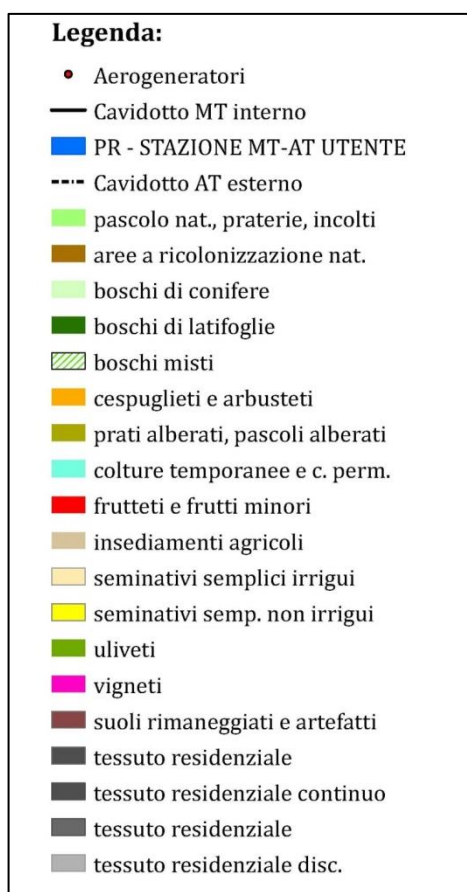 Legenda:
Aerogeneratori
Cavidotto MT interno
PR - STAZIONE MT-AT UTENTE
Cavidotto AT esterno
pascolo nat., praterie, incolti
aree a ricolonizzazione nat.
boschi di conifere
boschi di latifoglie
boschi misti
cespuglieti e arbusteti
prati alberati, pascoli alberati
colture temporanee e c. perm.
frutteti e frutti minori
insediamenti agricoli
seminativi semplici irrigui
seminativi semp. non irrigui
uliveti
vigneti
suoli rimaneggiati e artefatti
tessuto residenziale
tessuto residenziale continuo
tessuto residenziale
tessuto residenziale disc.